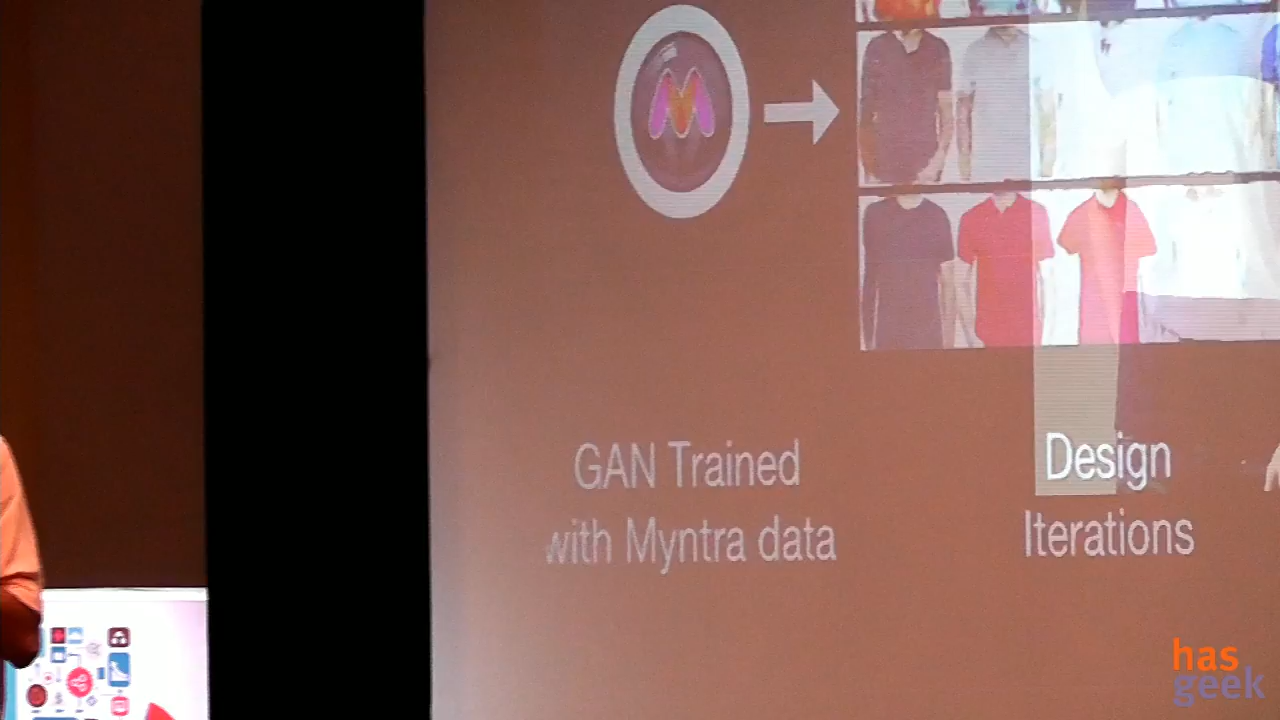 GAN Trained
with Myntra data
Design
Iterations
has
geek